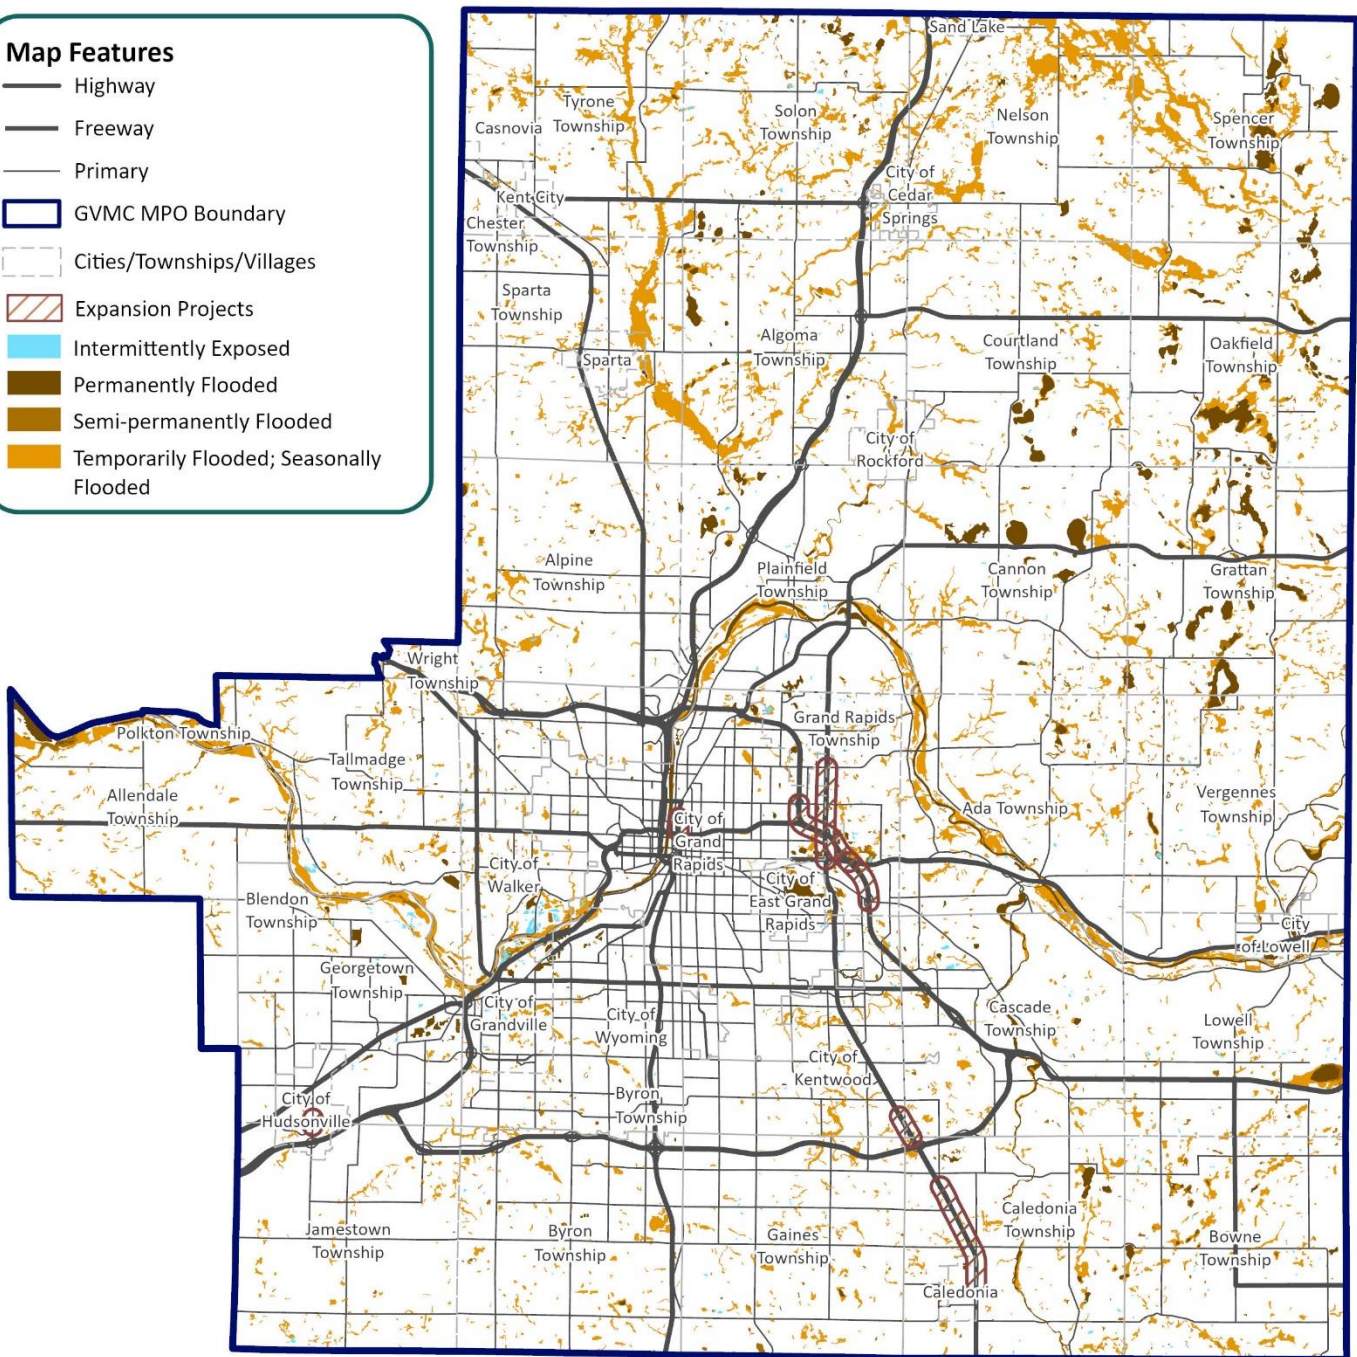 Map Features
Highway
Freeway
Primary
GVMC MPO Boundary
Cities/Townships/Villages
Expansion Projects
Intermittently Exposed
Permanently Flooded
Semi-permanently Flooded
Temporarily Flooded; Seasonally
Flooded
Sand Lake
Tyrone
Township
Casnovia
Solon
Township
Nelson
Township
Spencer
Township
Kent City
City of
Cedar
Springs
Chester
Township
Sparta
Township
Sparta
Algoma
Township
Courtland
Township
Oakfield
Township
City of
Rockford
Alpine
Township
Plainfield
Township
Cannon
Township
Grattan
Township
Wright
Township
Polkton Township
Tallmadge
Township
Grand Rapids
Township
Allendale
Township
Ada Township
Vergennes
Township
City of
Grand
Rapids
City of
Walker
City of
East Grand
Rapids
Blendon
Township
City
of Lowell
Georgetown
Township
City of
Grandville
City of
Wyoming
Cascade
Township
Lowell
Township
City of
Kentwood
City of
Hudsonville
Byron
Township
Jamestown
Township
Byron
Township
Gaines
Township
Caledonia
Township
Bowne
Township
Caledonia